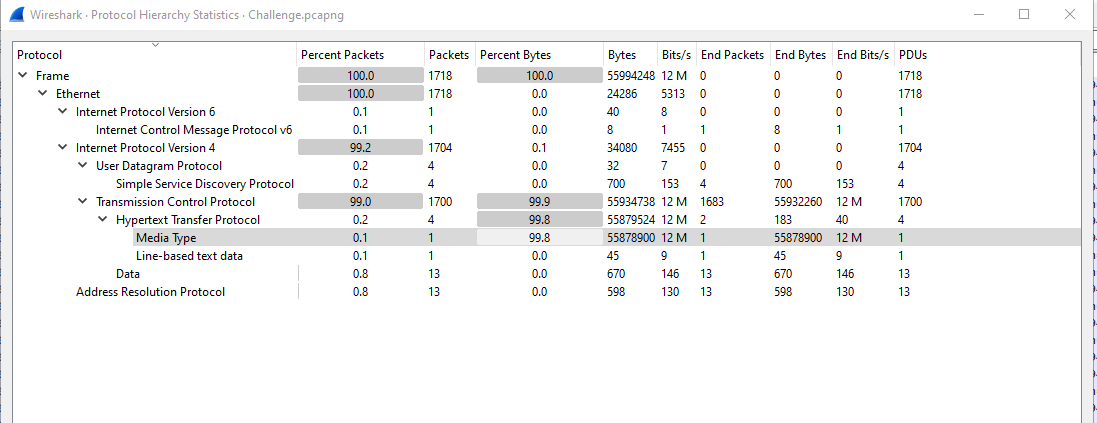 Wireshark · Protocol Hierarchy Statistics · Challenge.pcapng
Protocol Percent Packets Packets Percent Bytes Bytes Bits/s End Packets End Bytes End Bits/s PDUs
Frame 100.0 1718 100.0 55994248 12 M 0 0 0 1718
Ethernet 100.0 1718 0.0 24286 5313 0 0 0 1718
Internet Protocol Version 6 0.1 1 0.0 40 8 0 0 0 1
Internet Control Message Protocol v6 0.1 1 0.0 8 1 1 8 1 1
Internet Protocol Version 4 99.2 1704 0.1 34080 7455 0 0 0 1704
User Datagram Protocol 0.2 4 0.0 32 7 0 0 0 4
Simple Service Discovery Protocol 0.2 4 0.0 700 153 4 700 153 4
Transmission Control Protocol 99.0 1700 99.9 55934738 12 M 1683 55932260 12 M 1700
Hypertext Transfer Protocol 0.2 4 99.8 55879524 12 M 2 183 40 4
Media Type 0.1 1 99.8 55878900 12 M 1 55878900 12 M 1
Line-based text data 0.1 1 0.0 45 9 1 45 9 1
Data 0.8 13 0.0 670 146 13 670 146 13
Address Resolution Protocol 0.8 13 0.0 598 130 13 598 130 13